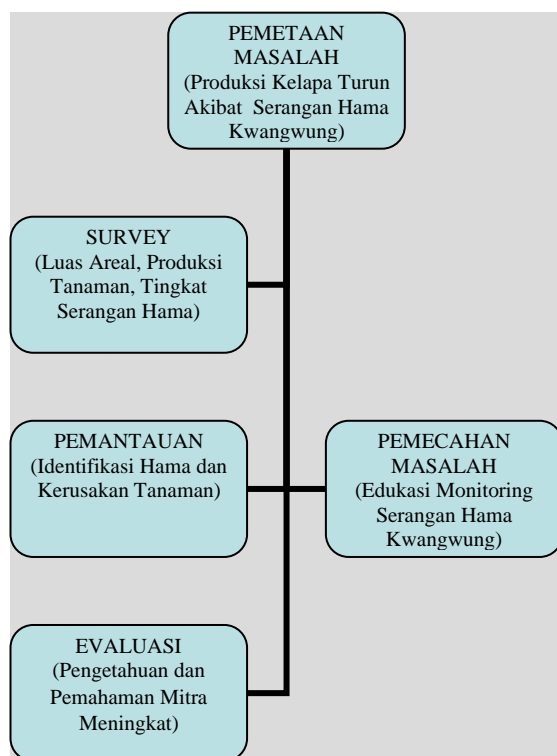 PEMETAAN
MASALAH
(Produksi Kelapa Turun
Akibat Serangan Hama
Kwangwung)
SURVEY
(Luas Areal, Produksi
Tanaman, Tingkat
Serangan Hama)
PEMANTAUAN
(Identifikasi Hama dan
Kerusakan Tanaman)
PEMECAHAN
MASALAH
(Edukasi Monitoring
Serangan Hama
Kwangwung)
EVALUASI
(Pengetahuan dan
Pemahaman Mitra
Meningkat)